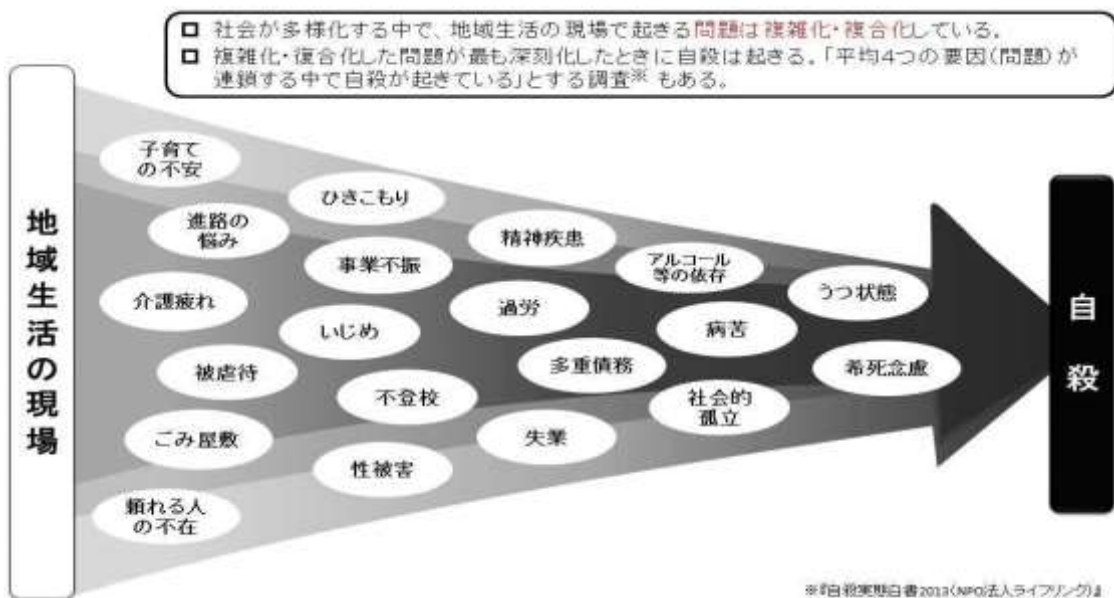 □ 社会が多様化する中で、地域生活の現場で起きる問題は複雑化・複合化している。
□ 複雑化・復合化した問題が最も深刻化したときに自殺は起きる。「平均4つの要因(問題)が
連鎖する中で自殺が起きている」とする調査※ もある。
地域生活の現場
子育て
の不安
進路の
悩み
介護疲れ
被虐待
ごみ屋敷
頼れる人
の不在
ひきこもり
事業不振
いじめ
不登校
性被害
精神疾患
過労
多重債務
失業
アルコール
等の依存
病苦
社会的
孤立
うつ状態
希死念慮
自殺
※『自殺実態白書2013(NPO法人ライフリンク)』